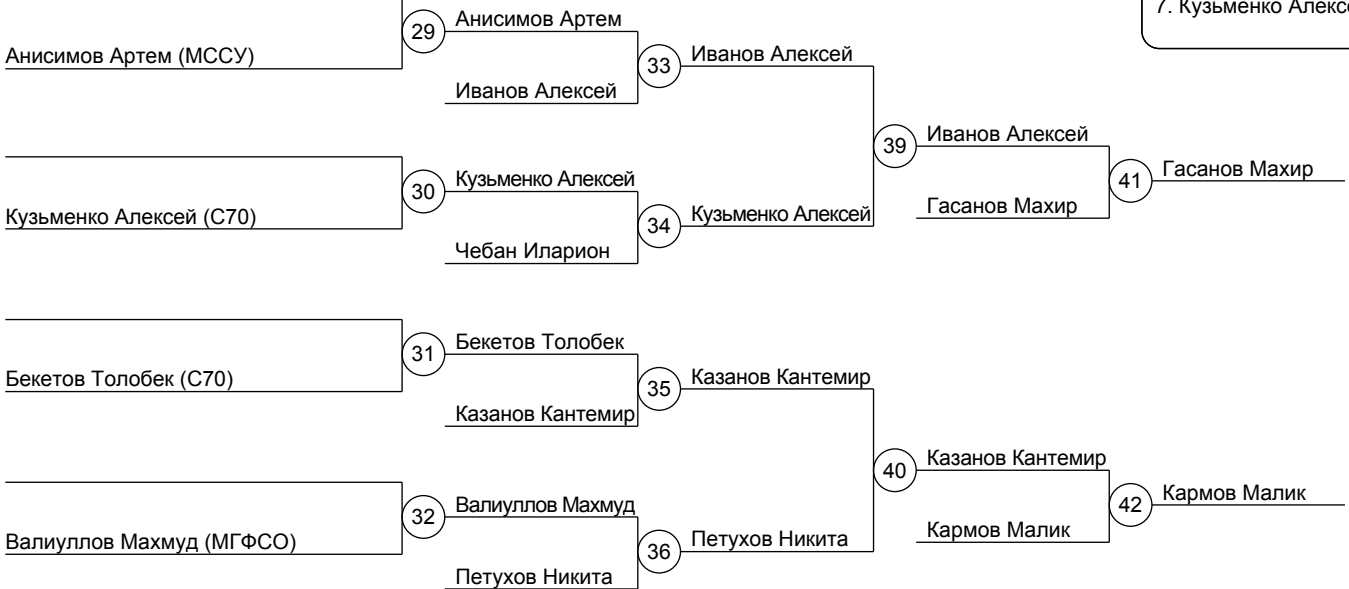 7. Кузьменко
29
Анисимов Артем
Анисимов Артем (МССУ)
33
Иванов Алексей
Иванов Алексей
39
Иванов Алексей
41
Гасанов Махир
30
Кузьменко Алексей
Кузьменко Алексей (С70)
34
Кузьменко Алексей
Гасанов Махир
Чебан Иларион
31
Бекетов Толобек
Бекетов Толобек (С70)
35
Казанов Кантемир
Казанов Кантемир
40
Казанов Кантемир
42
Кармов Малик
32
Валиуллов Махмуд
Валиуллов Махмуд (МГФСО)
36
Петухов Никита
Кармов Малик
Петухов Никита